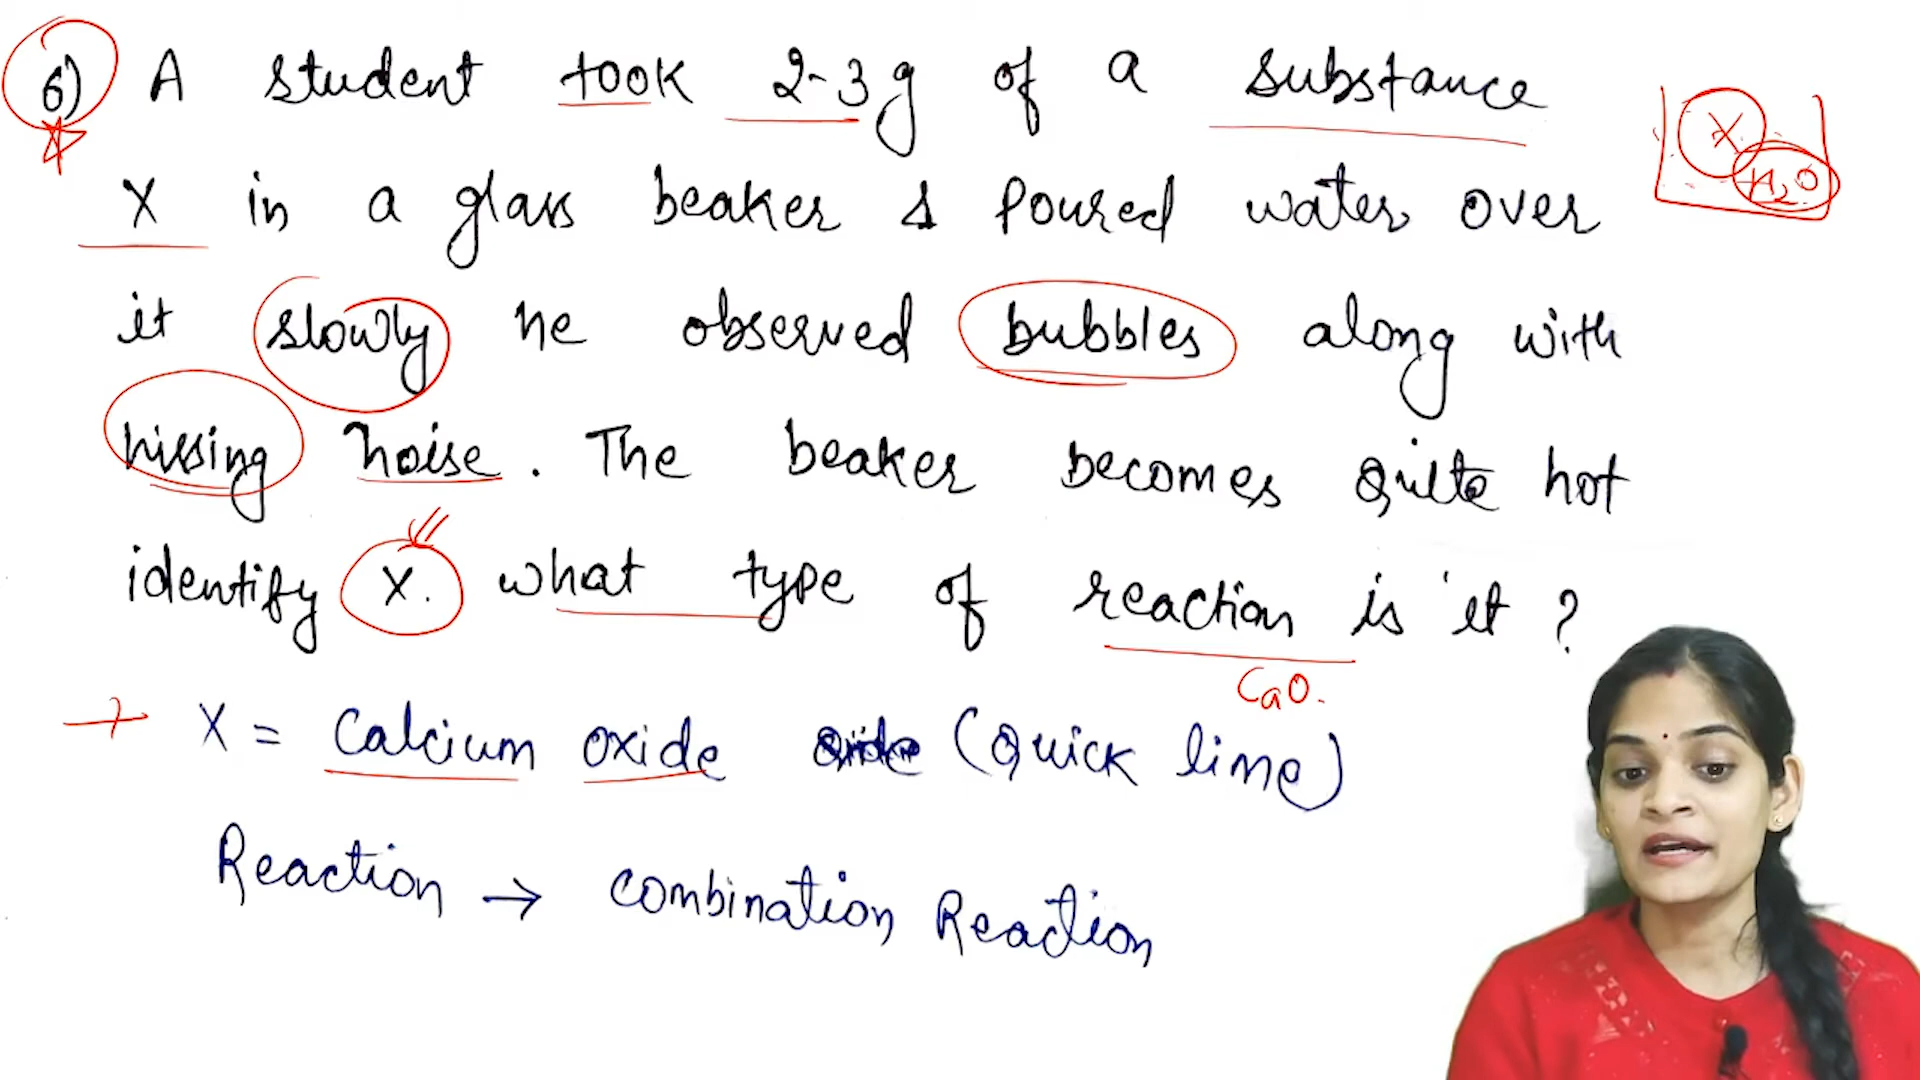 6) A student took 2-3g of a substance
X in a glass beaker & Poured water over
it slowly he observed bubbles along with
hissing noise. The beaker becomes quite hot
identify X. what type of reaction is it ?
X
H2O
CaO.
X = Calcium oxide (Quick lime)
Reaction → combination Reaction